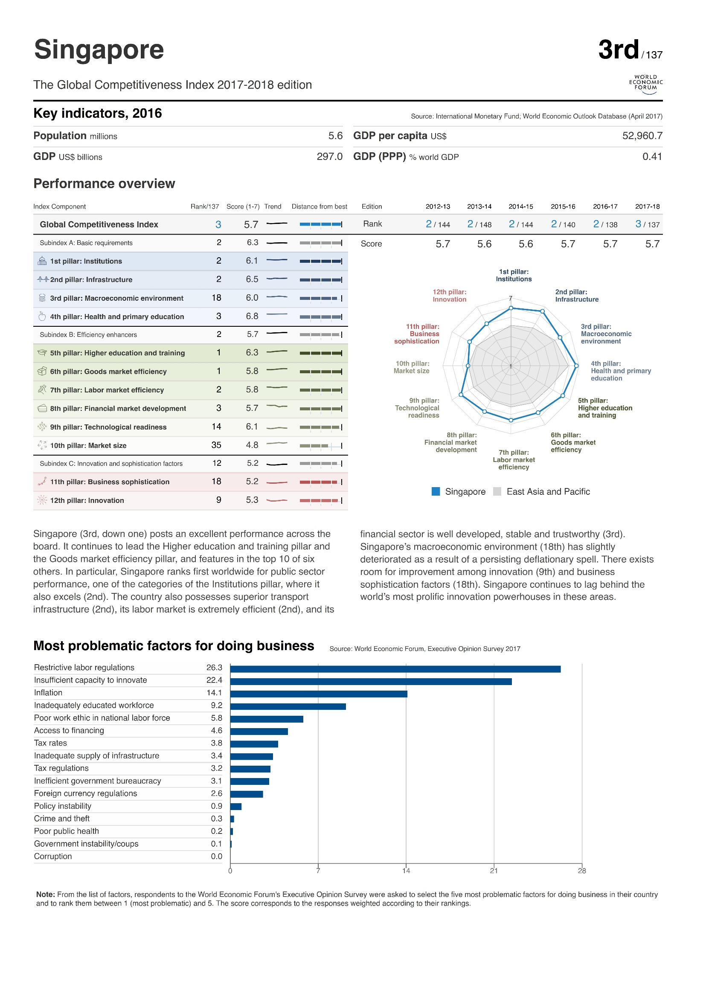 Singapore
3rd / 137
The Global Competitiveness Index 2017-2018 edition
WORLD
ECONOMIC
FORUM
Key indicators, 2016
Source: International Monetary Fund; World Economic Outlook Database (April 2017)
Population millions 5.6
GDP per capita US$ 52,960.7
GDP US$ billions 297.0
GDP (PPP) % world GDP 0.41
Performance overview
Index Component Rank/137 Score (1-7) Trend Distance from best
Global Competitiveness Index 3 5.7
Subindex A: Basic requirements 2 6.3
1st pillar: Institutions 2 6.1
2nd pillar: Infrastructure 2 6.5
3rd pillar: Macroeconomic environment 18 6.0
4th pillar: Health and primary education 3 6.8
Subindex B: Efficiency enhancers 2 5.7
5th pillar: Higher education and training 1 6.3
6th pillar: Goods market efficiency 1 5.8
7th pillar: Labor market efficiency 2 5.8
8th pillar: Financial market development 3 5.7
9th pillar: Technological readiness 14 6.1
10th pillar: Market size 35 4.8
Subindex C: Innovation and sophistication factors 12 5.2
11th pillar: Business sophistication 18 5.2
12th pillar: Innovation 9 5.3
Edition 2012-13 2013-14 2014-15 2015-16 2016-17 2017-18
Rank 2 / 144 2 / 148 2 / 144 2 / 140 2 / 138 3 / 137
Score 5.7 5.6 5.6 5.7 5.7 5.7
1st pillar:
Institutions
2nd pillar:
Infrastructure
3rd pillar:
Macroeconomic
environment
4th pillar:
Health and primary
education
5th pillar:
Higher education
and training
6th pillar:
Goods market
efficiency
7th pillar:
Labor market
efficiency
8th pillar:
Financial market
development
9th pillar:
Technological
readiness
10th pillar:
Market size
11th pillar:
Business
sophistication
12th pillar:
Innovation
7
1
Singapore East Asia and Pacific
Singapore (3rd, down one) posts an excellent performance across the
board. It continues to lead the Higher education and training pillar and
the Goods market efficiency pillar, and features in the top 10 of six
others. In particular, Singapore ranks first worldwide for public sector
performance, one of the categories of the Institutions pillar, where it
also excels (2nd). The country also possesses superior transport
infrastructure (2nd), its labor market is extremely efficient (2nd), and its
financial sector is well developed, stable and trustworthy (3rd).
Singapore's macroeconomic environment (18th) has slightly
deteriorated as a result of a persisting deflationary spell. There exists
room for improvement among innovation (9th) and business
sophistication factors (18th). Singapore continues to lag behind the
world's most prolific innovation powerhouses in these areas.
Most problematic factors for doing business
Source: World Economic Forum, Executive Opinion Survey 2017
Restrictive labor regulations 26.3
Insufficient capacity to innovate 22.4
Inflation 14.1
Inadequately educated workforce 9.2
Poor work ethic in national labor force 5.8
Access to financing 4.6
Tax rates 3.8
Inadequate supply of infrastructure 3.4
Tax regulations 3.2
Inefficient government bureaucracy 3.1
Foreign currency regulations 2.6
Policy instability 0.9
Crime and theft 0.3
Poor public health 0.2
Government instability/coups 0.1
Corruption 0.0
0 7 14 21 28
Note: From the list of factors, respondents to the World Economic Forum's Executive Opinion Survey were asked to select the five most problematic factors for doing business in their country
and to rank them between 1 (most problematic) and 5. The score corresponds to the responses weighted according to their rankings.